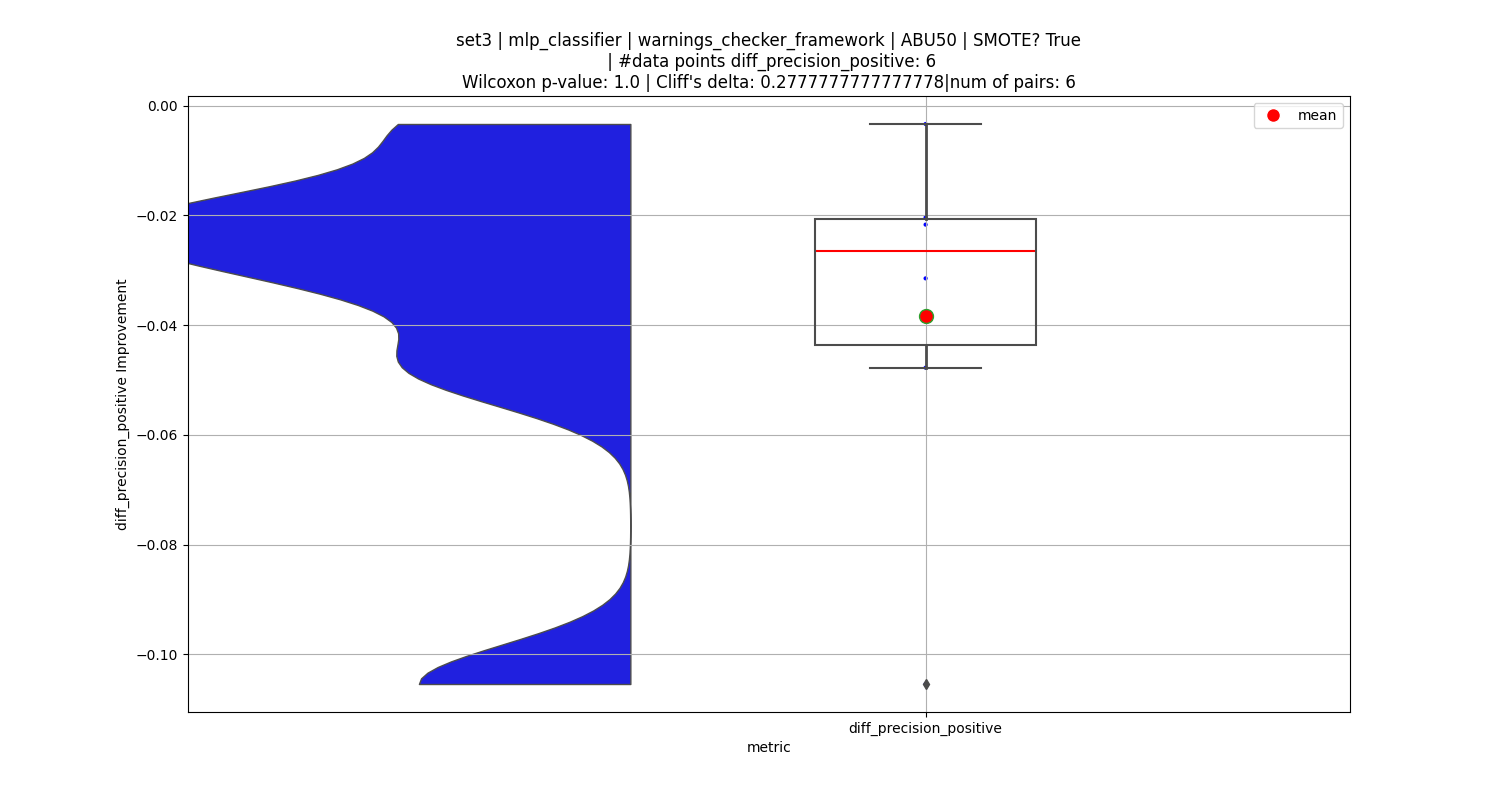 set3 | mlp_classifier | warnings_checker_framework | ABU50 | SMOTE? True
| #data points diff_precision_positive: 6
Wilcoxon p-value: 1.0 | Cliff's delta: 0.2777777777777778|num of pairs: 6
mean
0.00
−0.02
−0.04
−0.06
−0.08
−0.10
diff_precision_positive Improvement
diff_precision_positive
metric